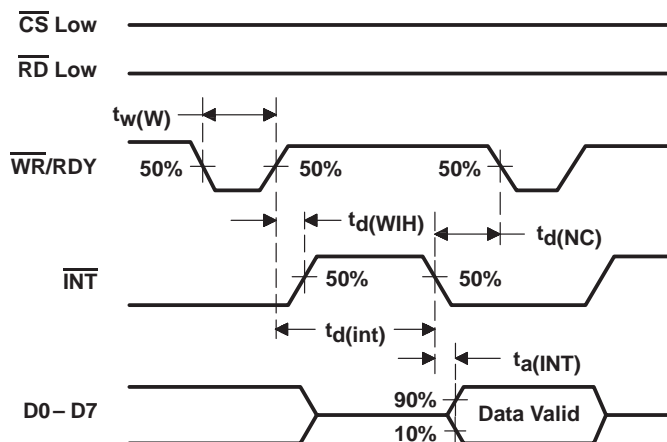 CS Low
RD Low
tw(W)
WR/RDY
50%
50%
50%
td(WIH)
td(NC)
INT
50%
50%
td(int)
ta(INT)
D0–D7
90%
Data Valid
10%